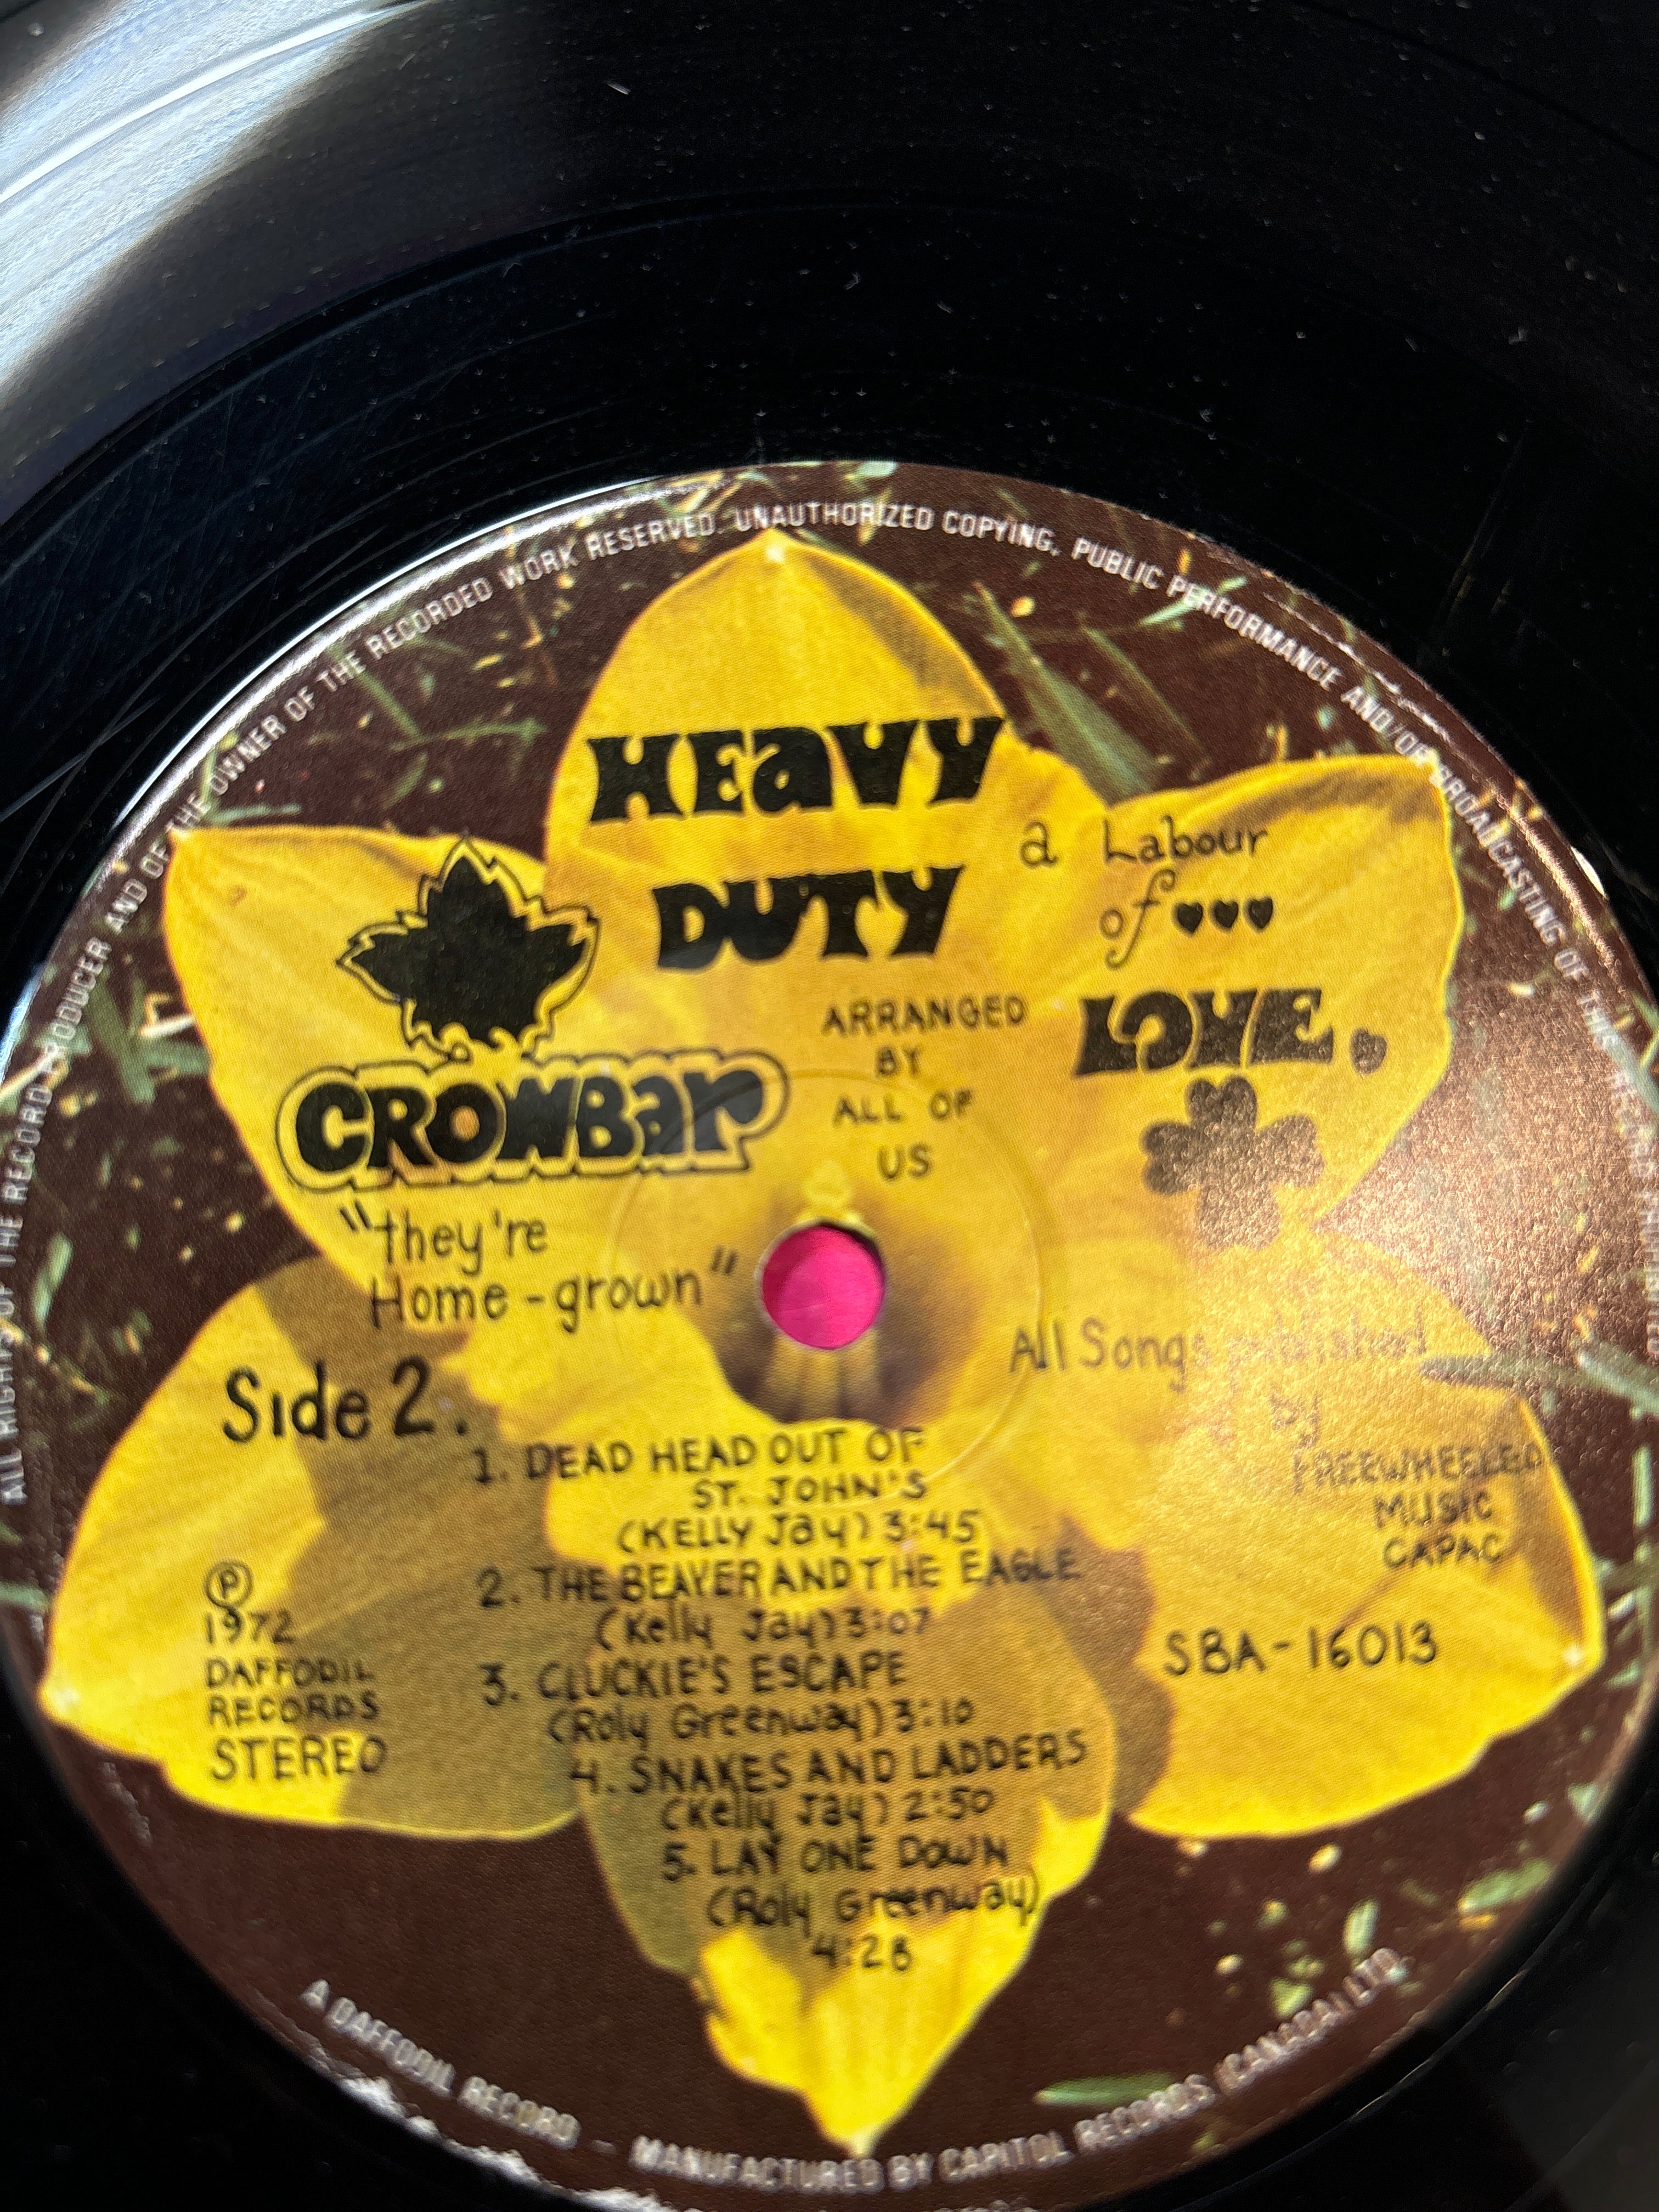 ALL RIGHTS OF THE RECORD PRODUCER AND OF THE OWNER OF THE RECORDED WORK RESERVED. UNAUTHORIZED COPYING, PUBLIC PERFORMANCE AND/OR BROADCASTING OF THIS RECORD PROHIBITED
HEavy
DUTY
a Labour
of
LOVE.
ARRANGED
BY
ALL OF
US
CROWBar
"they're
Home-grown"
Side 2.
All Songs published
by
FREEWHEELED
MUSIC
CAPAC
1. DEAD HEAD OUT OF
ST. JOHN'S
(KELLY Jay) 3:45
2. THE BEAVER AND THE EAGLE
(Kelly Jay) 3:07
3. CLUCKIE'S ESCAPE
(Roly Greenway) 3:10
4. SNAKES AND LADDERS
(Kelly Jay) 2:50
5. LAY ONE DOWN
(Roly Greenway)
4:28
Ⓟ
1972
DAFFODIL
RECORDS
STEREO
SBA-16013
A DAFFODIL RECORD - MANUFACTURED BY CAPITOL RECORDS (CANADA) LTD.